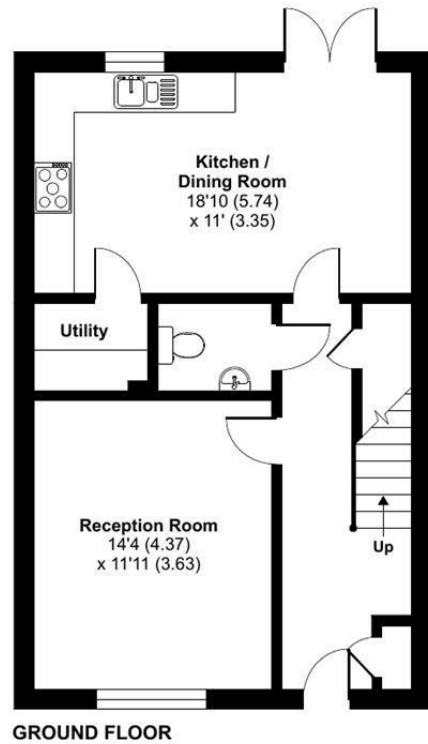 Kitchen /
Dining Room
18'10 (5.74)
x 11' (3.35)
Utility
Reception Room
14'4 (4.37)
x 11'11 (3.63)
Up
GROUND FLOOR